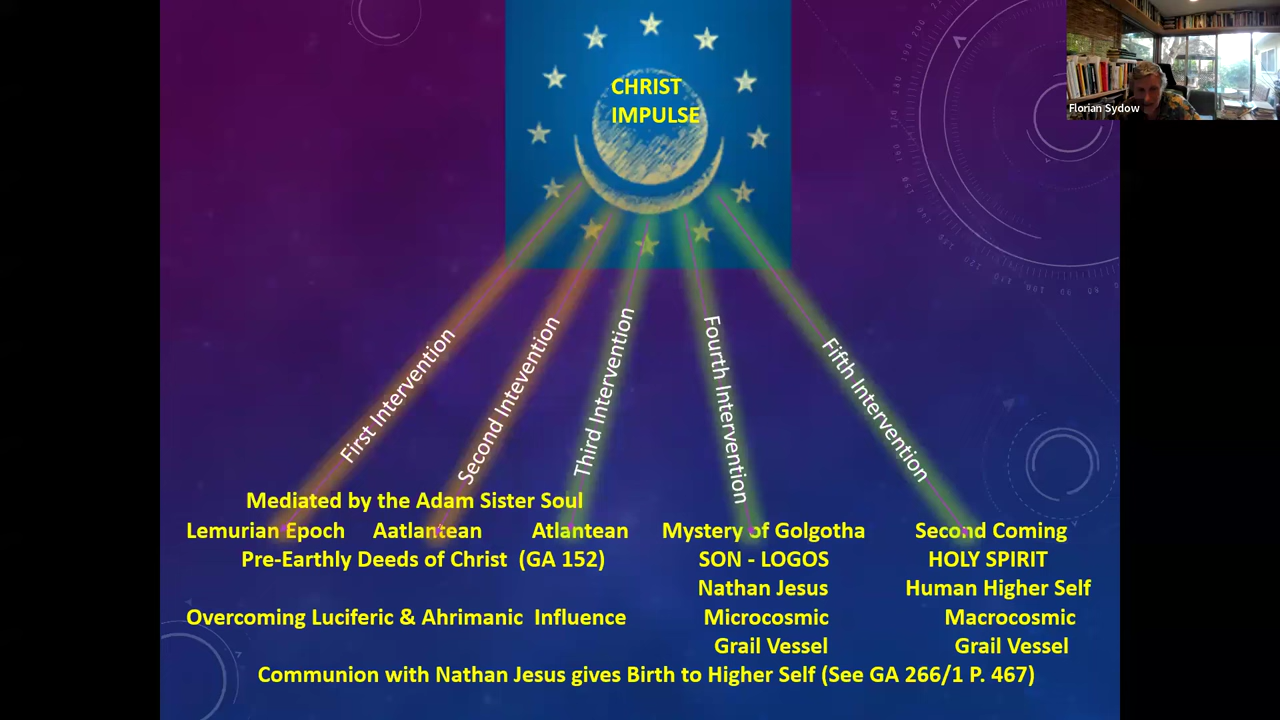 CHRIST
IMPULSE
Florian Sydow
First Intervention
Second Intevention
Third Intervention
Fourth Intervention
Fifth Intervention
Mediated by the Adam Sister Soul
Lemurian Epoch Aatlantean Atlantean Mystery of Golgotha Second Coming
Pre-Earthly Deeds of Christ (GA 152) SON - LOGOS HOLY SPIRIT
Nathan Jesus Human Higher Self
Overcoming Luciferic & Ahrimanic Influence Microcosmic Macrocosmic
Grail Vessel Grail Vessel
Communion with Nathan Jesus gives Birth to Higher Self (See GA 266/1 P. 467)